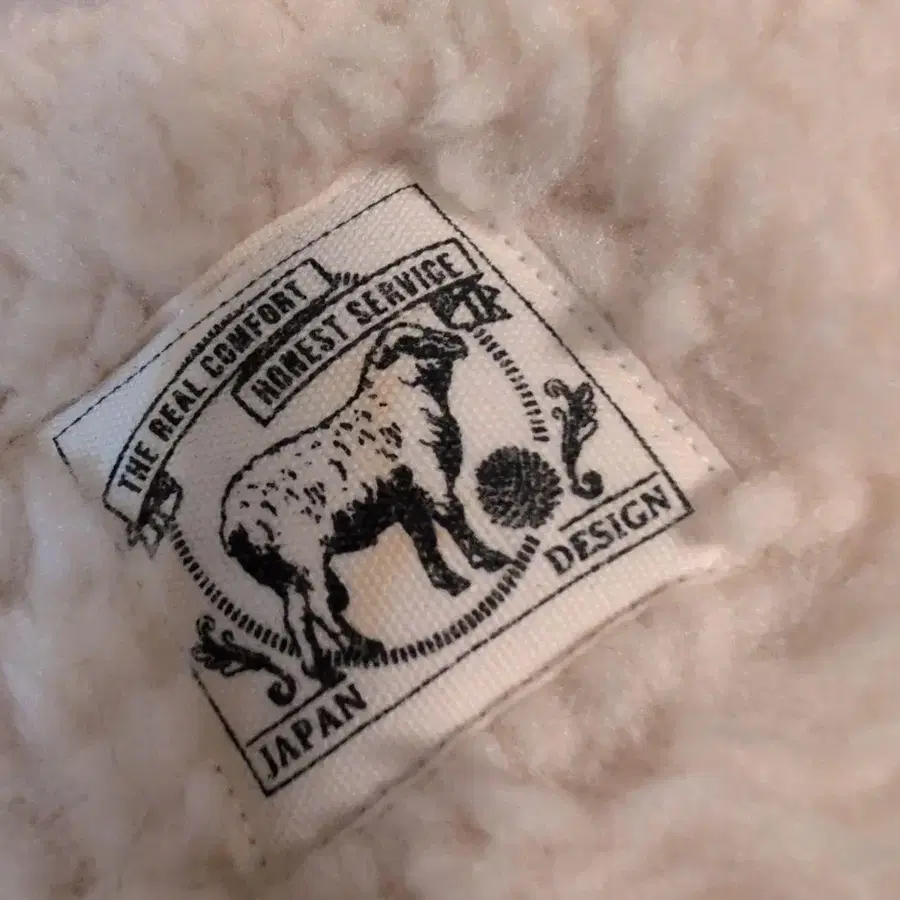 THE REAL COMFORT
HONEST SERVICE
JAPAN
DESIGN